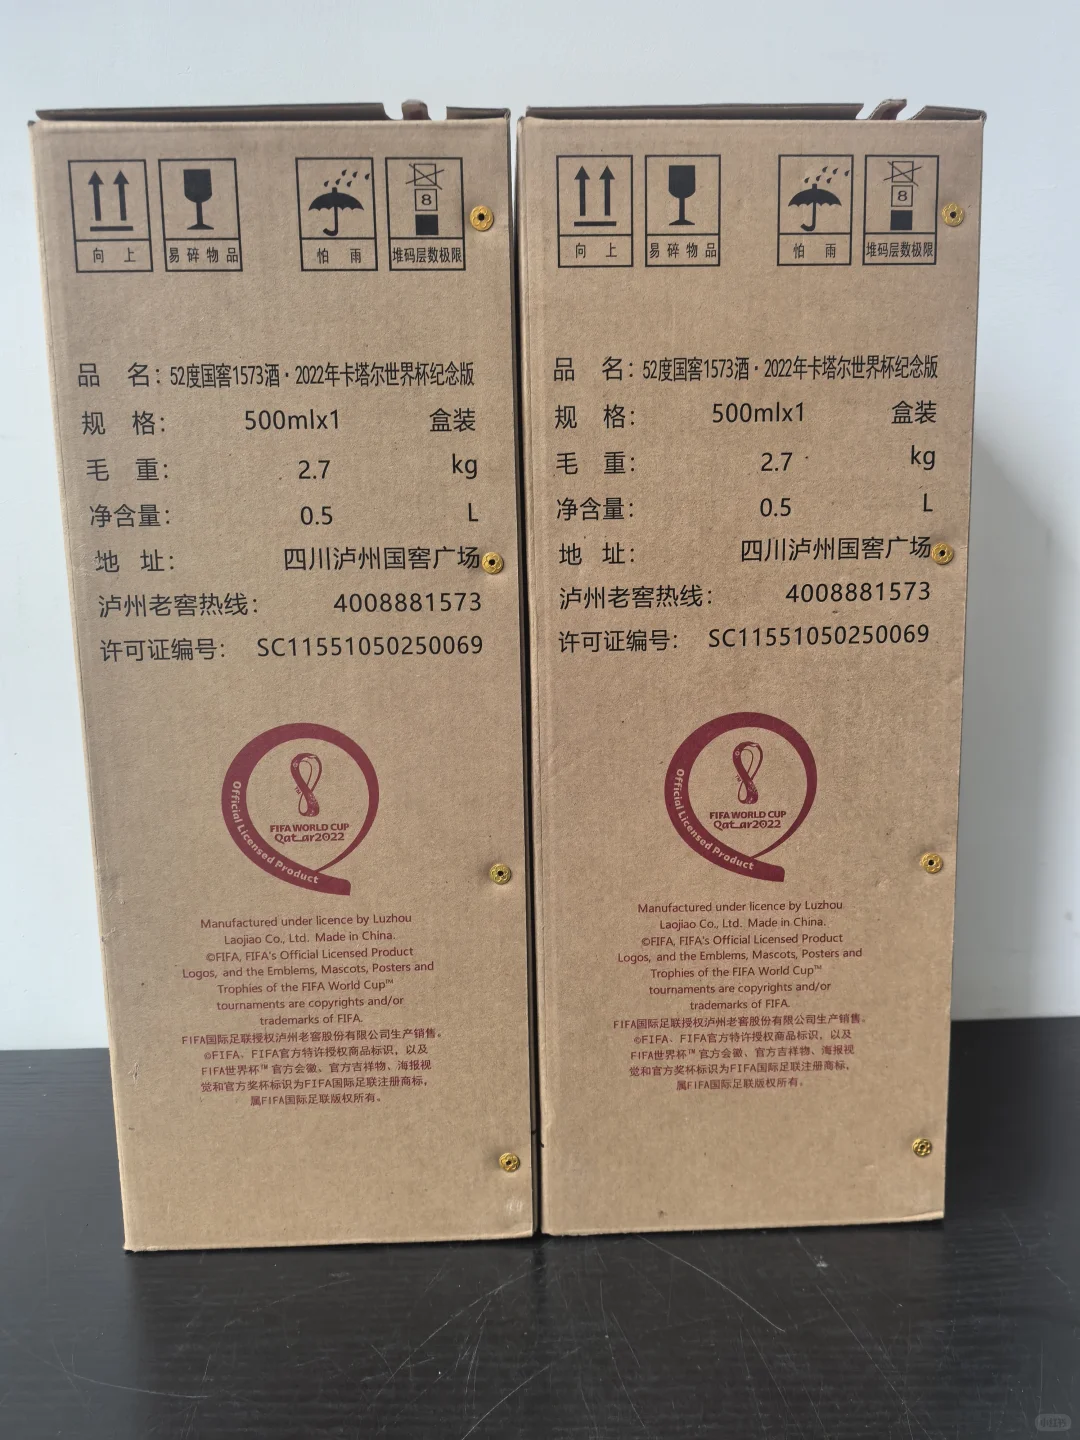 向 上
易 碎 物 品
怕 雨
8
堆码层数极限
品 名：52度国窖1573酒·2022年卡塔尔世界杯纪念版
规 格： 500mlx1 盒装
毛 重： 2.7 kg
净含量： 0.5 L
地 址： 四川泸州国窖广场
泸州老窖热线： 4008881573
许可证编号： SC11551050250069
FIFA WORLD CUP
Qatar2022
Official Licensed Product
Manufactured under licence by Luzhou
Laojiao Co., Ltd. Made in China.
©FIFA, FIFA's Official Licensed Product
Logos, and the Emblems, Mascots, Posters and
Trophies of the FIFA World Cup™
tournaments are copyrights and/or
trademarks of FIFA.
FIFA国际足联授权泸州老窖股份有限公司生产销售。
©FIFA、FIFA官方特许授权商品标识，以及
FIFA世界杯™ 官方会徽、官方吉祥物、海报视
觉和官方奖杯标识为FIFA国际足联注册商标，
属FIFA国际足联版权所有。
向 上
易 碎 物 品
怕 雨
8
堆码层数极限
品 名：52度国窖1573酒·2022年卡塔尔世界杯纪念版
规 格： 500mlx1 盒装
毛 重： 2.7 kg
净含量： 0.5 L
地 址： 四川泸州国窖广场
泸州老窖热线： 4008881573
许可证编号： SC11551050250069
FIFA WORLD CUP
Qatar2022
Official Licensed Product
Manufactured under licence by Luzhou
Laojiao Co., Ltd. Made in China.
©FIFA, FIFA's Official Licensed Product
Logos, and the Emblems, Mascots, Posters and
Trophies of the FIFA World Cup™
tournaments are copyrights and/or
trademarks of FIFA.
FIFA国际足联授权泸州老窖股份有限公司生产销售。
©FIFA、FIFA官方特许授权商品标识，以及
FIFA世界杯™ 官方会徽、官方吉祥物、海报视
觉和官方奖杯标识为FIFA国际足联注册商标，
属FIFA国际足联版权所有。
小红书